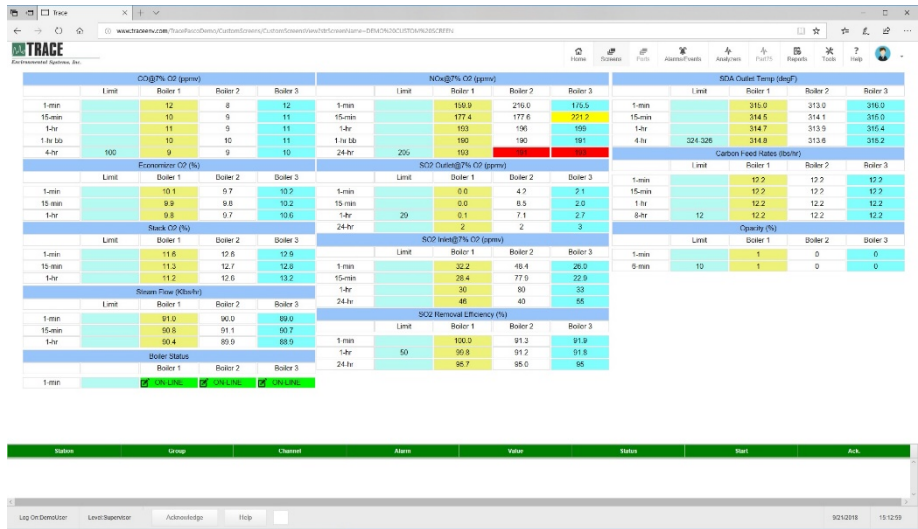 Trace
www.traceenv.com/TracePascoDemo/CustomScreens/CustomScreensView?strScreenName=DEMO%20CUSTOM%20SCREEN
TRACE
Environmental Systems, Inc.
Home Screens Ports Alarms/Events Analyzers Part75 Reports Tools Help
CO@7% O2 (ppmv)
Limit Boiler 1 Boiler 2 Boiler 3
1-min 12 8 12
15-min 10 9 11
1-hr 11 9 11
1-hr bb 10 10 11
4-hr 100 9 9 10
Economizer O2 (%)
Limit Boiler 1 Boiler 2 Boiler 3
1-min 10.1 9.7 10.2
15-min 9.9 9.8 10.2
1-hr 9.8 9.7 10.6
Stack O2 (%)
Limit Boiler 1 Boiler 2 Boiler 3
1-min 11.6 12.6 12.9
15-min 11.3 12.7 12.8
1-hr 11.2 12.6 13.2
Steam Flow (Klbs/hr)
Limit Boiler 1 Boiler 2 Boiler 3
1-min 91.0 90.0 89.0
15-min 90.8 91.1 90.7
1-hr 90.4 89.9 88.9
Boiler Status
Boiler 1 Boiler 2 Boiler 3
1-min ON-LINE ON-LINE ON-LINE
NOx@7% O2 (ppmv)
Limit Boiler 1 Boiler 2 Boiler 3
1-min 159.9 216.0 175.5
15-min 177.4 177.6 221.2
1-hr 193 196 199
1-hr bb 190 190 191
24-hr 205 193
SO2 Outlet@7% O2 (ppmv)
Limit Boiler 1 Boiler 2 Boiler 3
1-min 0.0 4.2 2.1
15-min 0.0 8.5 2.0
1-hr 29 0.1 7.1 2.7
24-hr 2 2 3
SO2 Inlet@7% O2 (ppmv)
Limit Boiler 1 Boiler 2 Boiler 3
1-min 32.2 48.4 26.0
15-min 28.4 77.9 22.9
1-hr 30 80 33
24-hr 46 40 55
SO2 Removal Efficiency (%)
Limit Boiler 1 Boiler 2 Boiler 3
1-min 100.0 91.3 91.9
1-hr 50 99.8 91.2 91.8
24-hr 95.7 95.0 95
SDA Outlet Temp (degF)
Limit Boiler 1 Boiler 2 Boiler 3
1-min 315.0 313.0 316.0
15-min 314.5 314.1 315.0
1-hr 314.7 313.9 315.4
4-hr 324.326 314.8 313.6 315.2
Carbon Feed Rates (lbs/hr)
Limit Boiler 1 Boiler 2 Boiler 3
1-min 12.2 12.2 12.2
15-min 12.2 12.2 12.2
1-hr 12.2 12.2 12.2
8-hr 12 12.2 12.2 12.2
Opacity (%)
Limit Boiler 1 Boiler 2 Boiler 3
1-min 1 0 0
6-min 10 1 0 0
Station Group Channel Alarm Value Status Start Ack.
Log On:DemoUser Level:Supervisor Acknowledge Help 9/21/2018 15:12:59